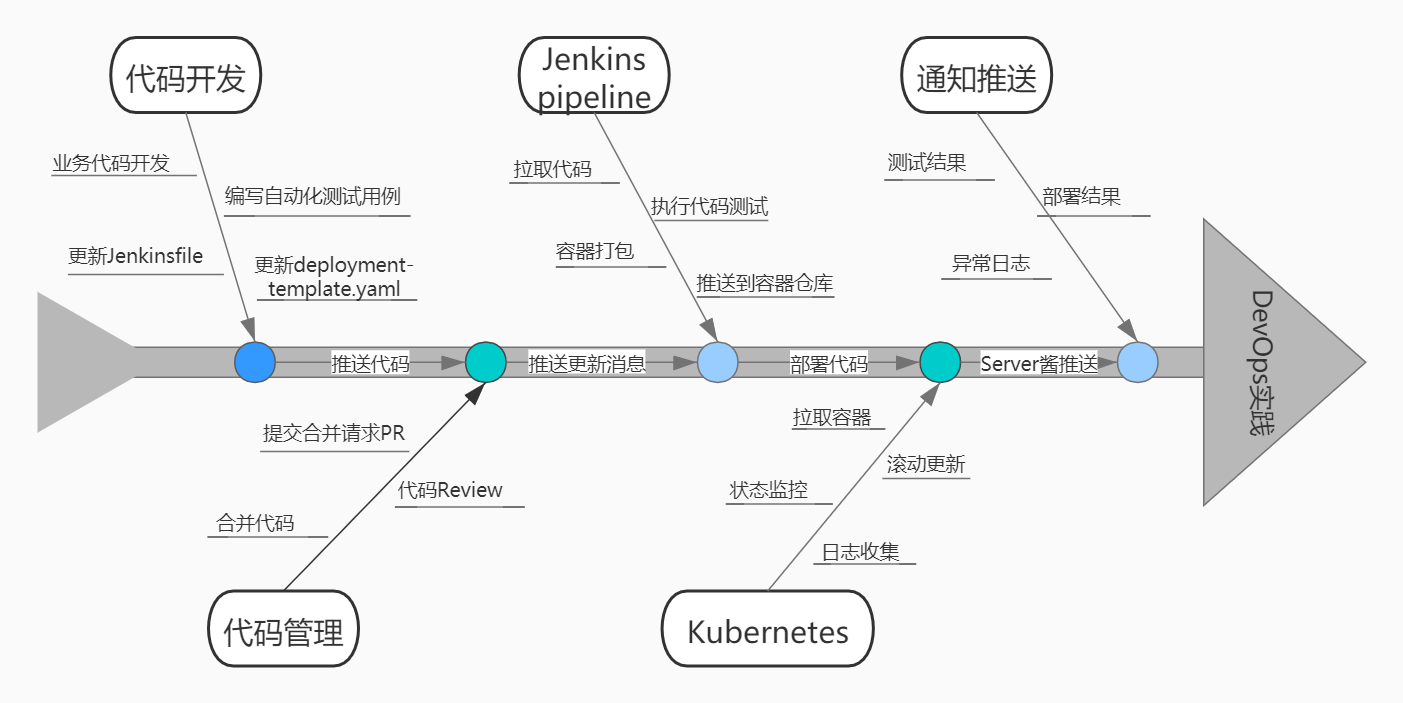 代码开发
Jenkins
pipeline
通知推送
业务代码开发
编写自动化测试用例
更新Jenkinsfile
更新deployment-
template.yaml
拉取代码
执行代码测试
容器打包
推送到容器仓库
测试结果
部署结果
异常日志
推送代码
推送更新消息
部署代码
Server酱推送
DevOps实践
提交合并请求PR
代码Review
合并代码
拉取容器
滚动更新
状态监控
日志收集
代码管理
Kubernetes